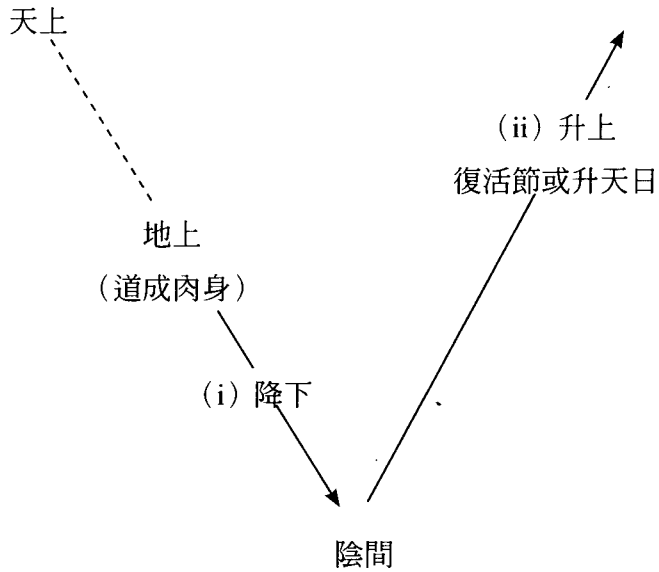 天上
(ii) 升上
復活節或升天日
地上
(道成肉身)
(i) 降下
陰間